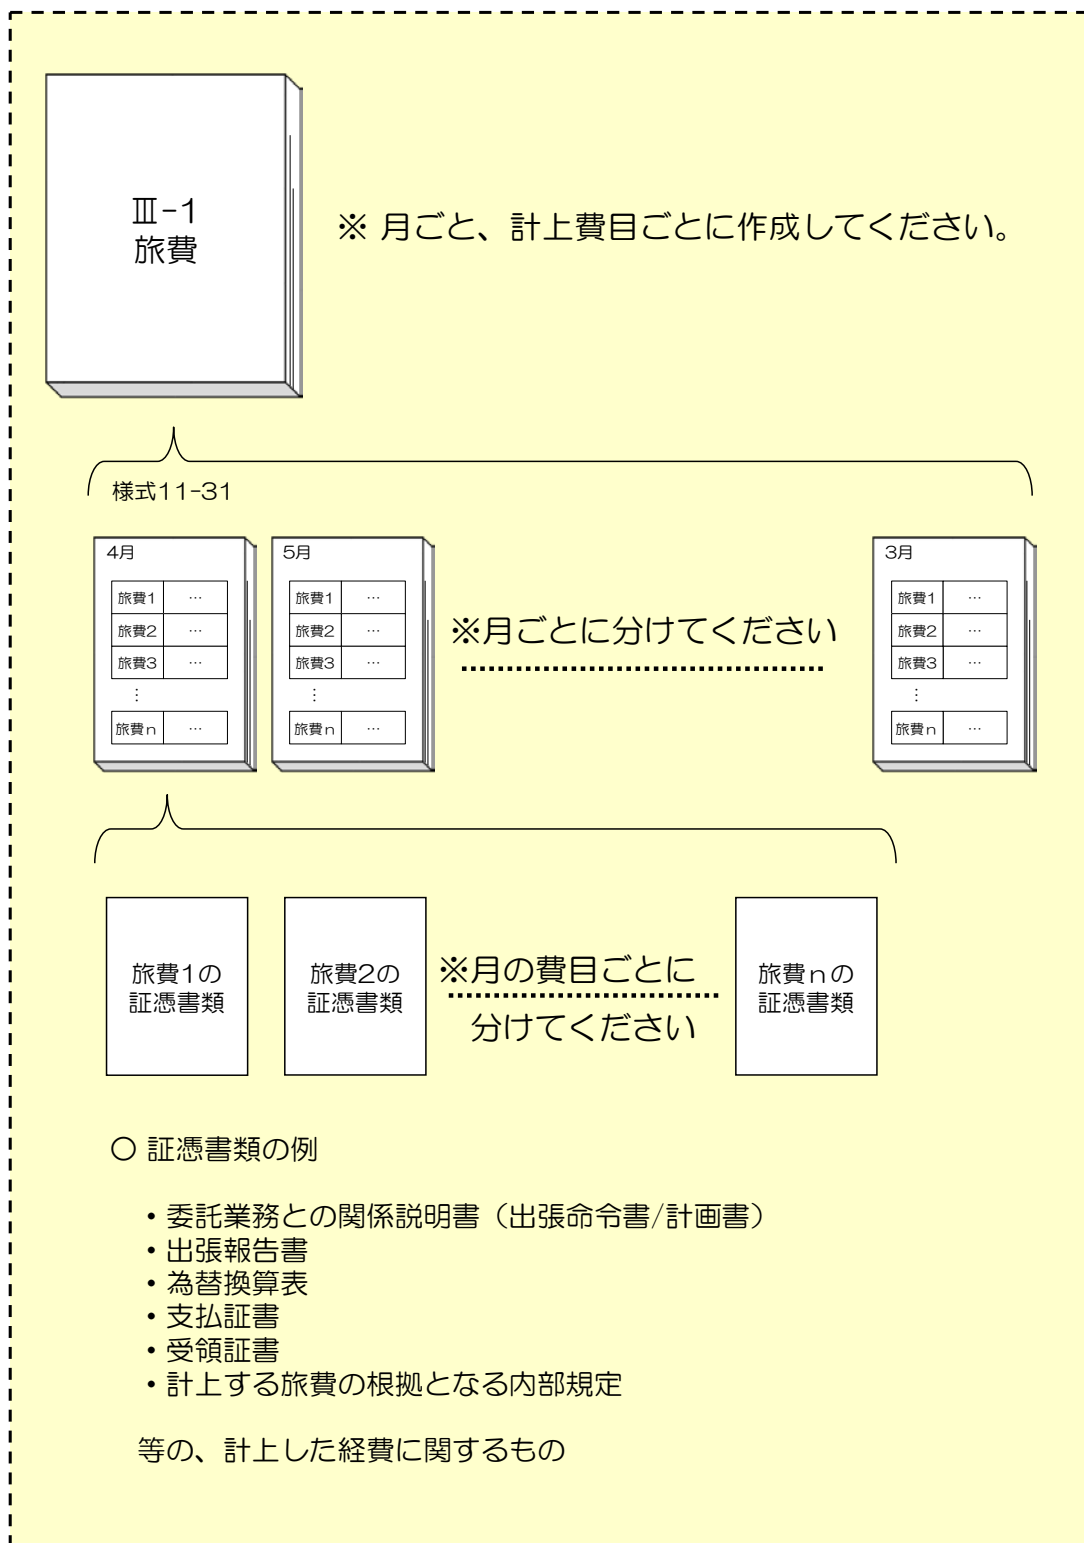 Ⅲ-1
旅費
※ 月ごと、計上費目ごとに作成してください。
様式11-31
4月
旅費1 …
旅費2 …
旅費3 …
⋮
旅費n …
5月
旅費1 …
旅費2 …
旅費3 …
⋮
旅費n …
※月ごとに分けてください
3月
旅費1 …
旅費2 …
旅費3 …
⋮
旅費n …
旅費1の
証憑書類
旅費2の
証憑書類
※月の費目ごとに
分けてください
旅費nの
証憑書類
○ 証憑書類の例
・委託業務との関係説明書（出張命令書/計画書）
・出張報告書
・為替換算表
・支払証書
・受領証書
・計上する旅費の根拠となる内部規定
等の、計上した経費に関するもの